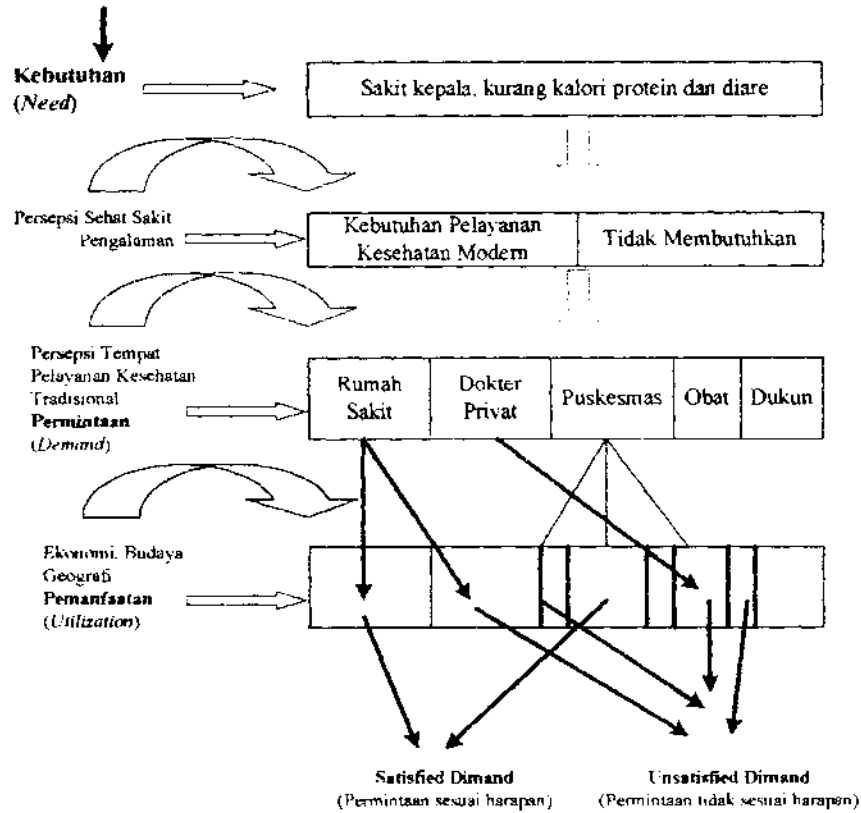 Kebutuhan
(Need)
Sakit kepala, kurang kalori protein dan diare
Persepsi Sehat Sakit
Pengalaman
Kebutuhan Pelayanan
Kesehatan Modern
Tidak Membutuhkan
Persepsi Tempat
Pelayanan Kesehatan
Tradisional
Permintaan
(Demand)
Rumah
Sakit
Dokter
Privat
Puskesmas
Obat
Dukun
Ekonomi, Budaya
Geografi
Pemanfaatan
(Utilization)
Satisfied Dimand
(Permintaan sesuai harapan)
Unsatisfied Dimand
(Permintaan tidak sesuai harapan)